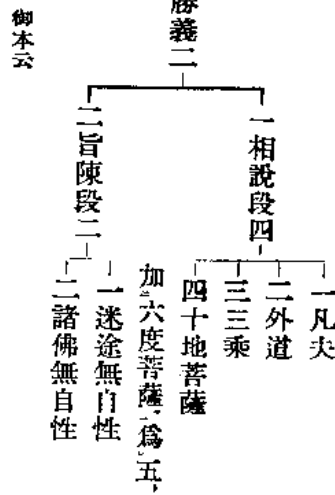 勝義二
一相說段四
一凡夫
二外道
三三乘
四十地菩薩
加六度菩薩爲五、
二旨陳段二
一迷途無自性
二諸佛無自性
御本云